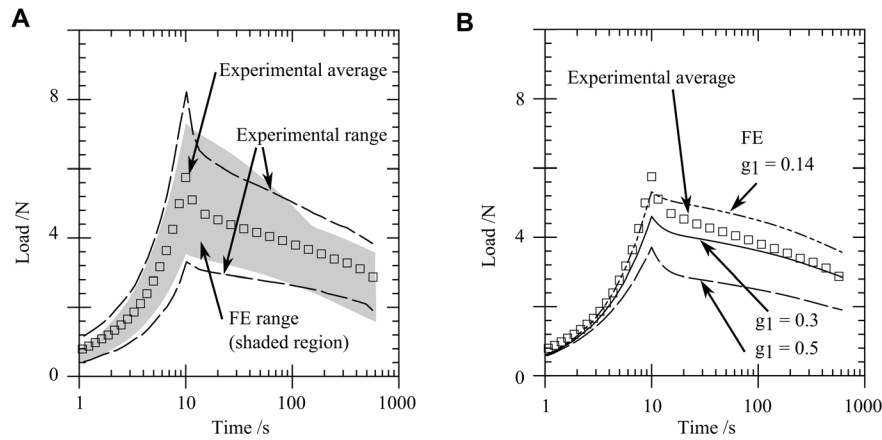 A
8
4
0
Load /N
1
10
100
1000
Time /s
Experimental average
Experimental range
FE range
(shaded region)
B
8
4
0
Load /N
1
10
100
1000
Time /s
Experimental average
FE
g1 = 0.14
g1 = 0.3
g1 = 0.5